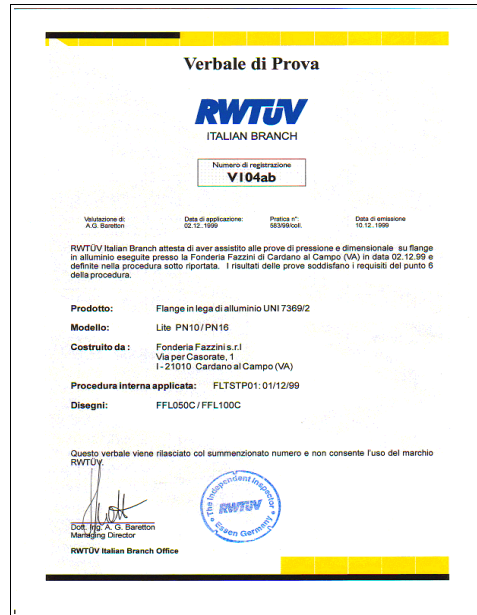 Verbale di Prova
RWTÜV
ITALIAN BRANCH
Numero di registrazione
V104ab
Valutazione di:
A.G. Baretton
Data di applicazione:
02.12.1999
Pratica n°:
583/99/coll.
Data di emissione
10.12.1999
RWTÜV Italian Branch attesta di aver assistito alle prove di pressione e dimensionale su flange
in alluminio eseguite presso la Fonderia Fazzini di Cardano al Campo (VA) in data 02.12.99 e
definite nella procedura sotto riportata. I risultati delle prove soddisfano i requisiti del punto 6
della procedura.
Prodotto: Flange in lega di alluminio UNI 7369/2
Modello: Lite PN10/PN16
Costruito da : Fonderia Fazzini s.r.l
Via per Casorate, 1
I-21010 Cardano al Campo (VA)
Procedura interna applicata: FLTSTP01: 01/12/99
Disegni: FFL050C/FFL100C
Questo verbale viene rilasciato col summenzionato numero e non consente l'uso del marchio
RWTÜV.
The Independent Inspector
RWTÜV
Essen Germany
Dott. Ing. A. G. Baretton
Managing Director
RWTÜV Italian Branch Office